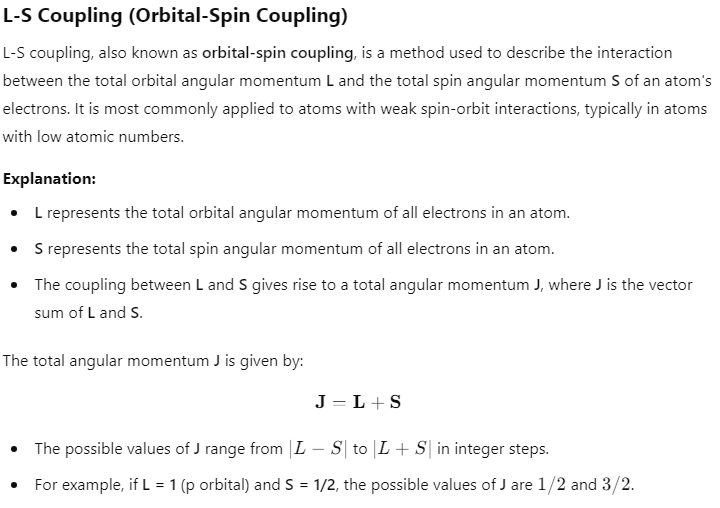 L-S Coupling (Orbital-Spin Coupling)
L-S coupling, also known as orbital-spin coupling, is a method used to describe the interaction
between the total orbital angular momentum L and the total spin angular momentum S of an atom's
electrons. It is most commonly applied to atoms with weak spin-orbit interactions, typically in atoms
with low atomic numbers.
Explanation:
• L represents the total orbital angular momentum of all electrons in an atom.
• S represents the total spin angular momentum of all electrons in an atom.
• The coupling between L and S gives rise to a total angular momentum J, where J is the vector
sum of L and S.
The total angular momentum J is given by:
J = L + S
• The possible values of J range from |L − S| to |L + S| in integer steps.
• For example, if L = 1 (p orbital) and S = 1/2, the possible values of J are 1/2 and 3/2.